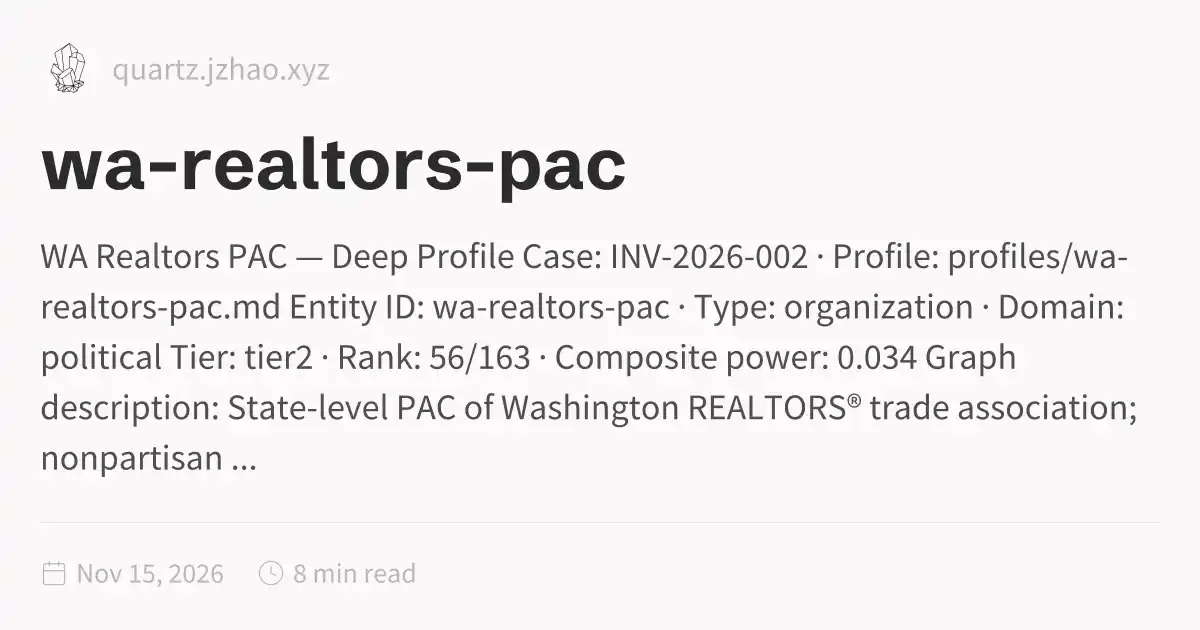 quartz.jzhao.xyz
wa-realtors-pac
WA Realtors PAC — Deep Profile Case: INV-2026-002 · Profile: profiles/wa-
realtors-pac.md Entity ID: wa-realtors-pac · Type: organization · Domain:
political Tier: tier2 · Rank: 56/163 · Composite power: 0.034 Graph
description: State-level PAC of Washington REALTORS® trade association;
nonpartisan ...
Nov 15, 2026 8 min read